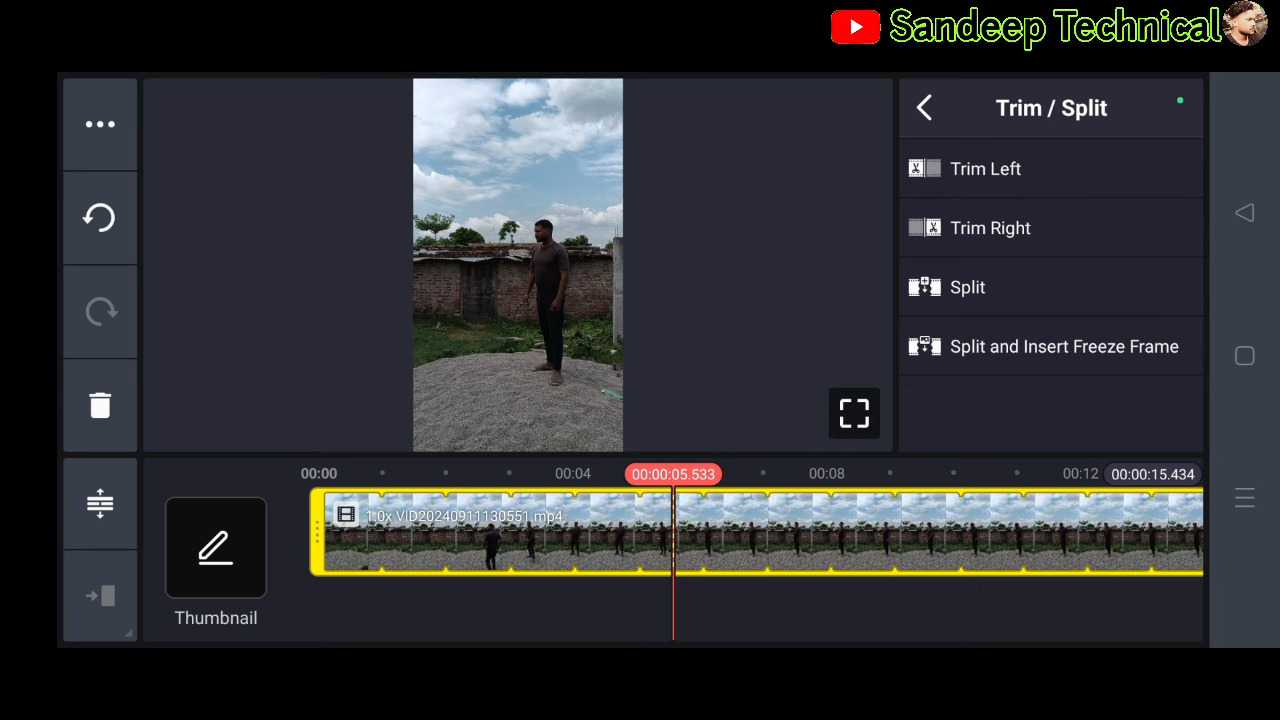 Sandeep Technical
Trim / Split
Trim Left
Trim Right
Split
Split and Insert Freeze Frame
00:00
00:04
00:00:05.533
00:08
00:12
00:00:15.434
1.0x VID20240911130551.mp4
Thumbnail